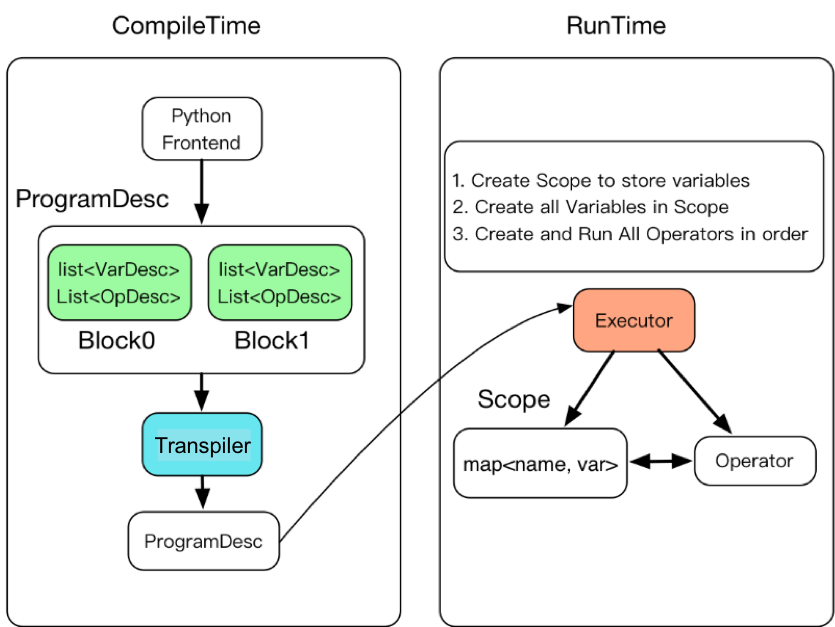 CompileTime
Python
Frontend
ProgramDesc
list<VarDesc>
List<OpDesc>
Block0
list<VarDesc>
List<OpDesc>
Block1
Transpiler
ProgramDesc
RunTime
1. Create Scope to store variables
2. Create all Variables in Scope
3. Create and Run All Operators in order
Executor
Scope
map<name, var>
Operator